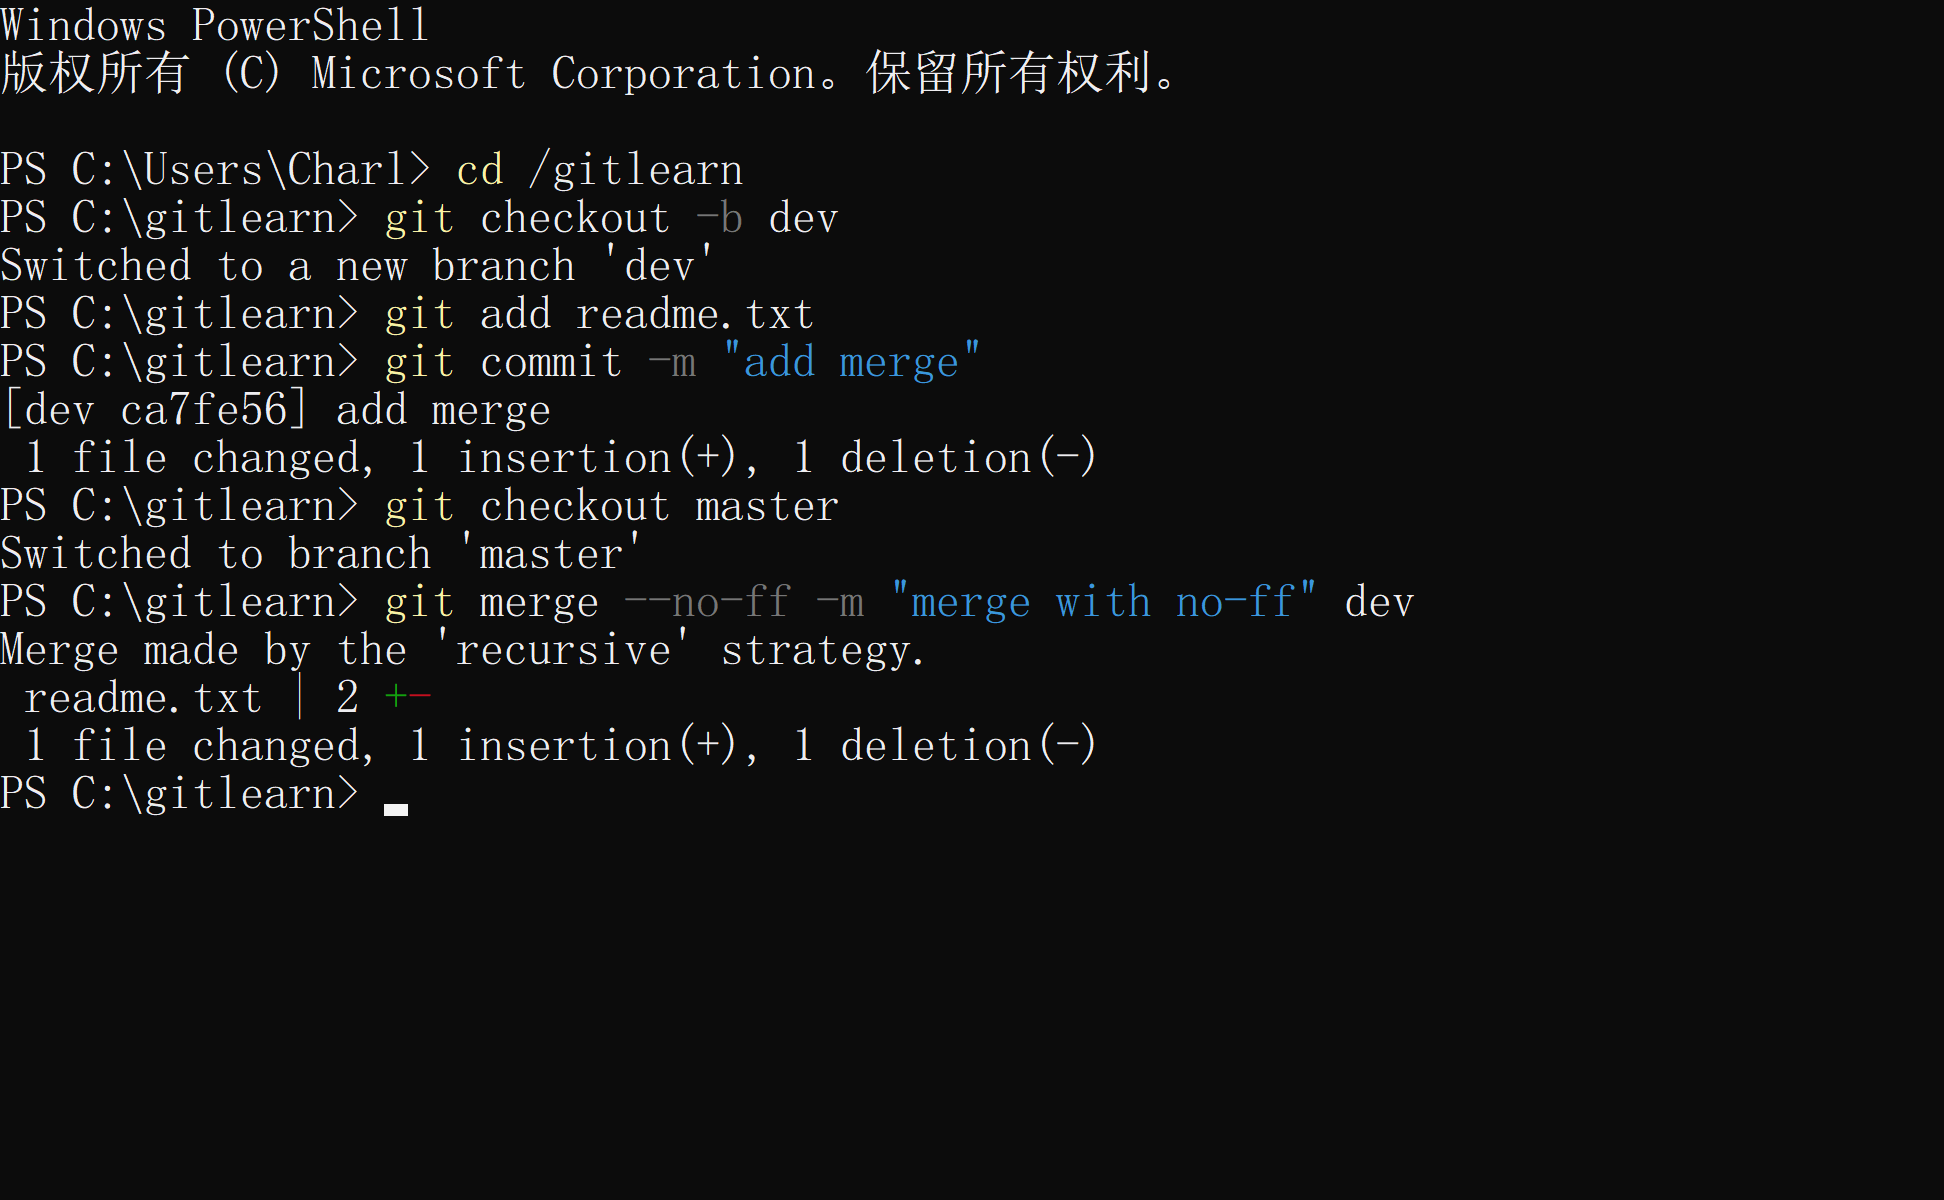 Windows PowerShell
版权所有 (C) Microsoft Corporation。保留所有权利。
PS C:\Users\Charl> cd /gitlearn
PS C:\gitlearn> git checkout -b dev
Switched to a new branch 'dev'
PS C:\gitlearn> git add readme.txt
PS C:\gitlearn> git commit -m "add merge"
[dev ca7fe56] add merge
 1 file changed, 1 insertion(+), 1 deletion(-)
PS C:\gitlearn> git checkout master
Switched to branch 'master'
PS C:\gitlearn> git merge --no-ff -m "merge with no-ff" dev
Merge made by the 'recursive' strategy.
 readme.txt | 2 +-
 1 file changed, 1 insertion(+), 1 deletion(-)
PS C:\gitlearn>